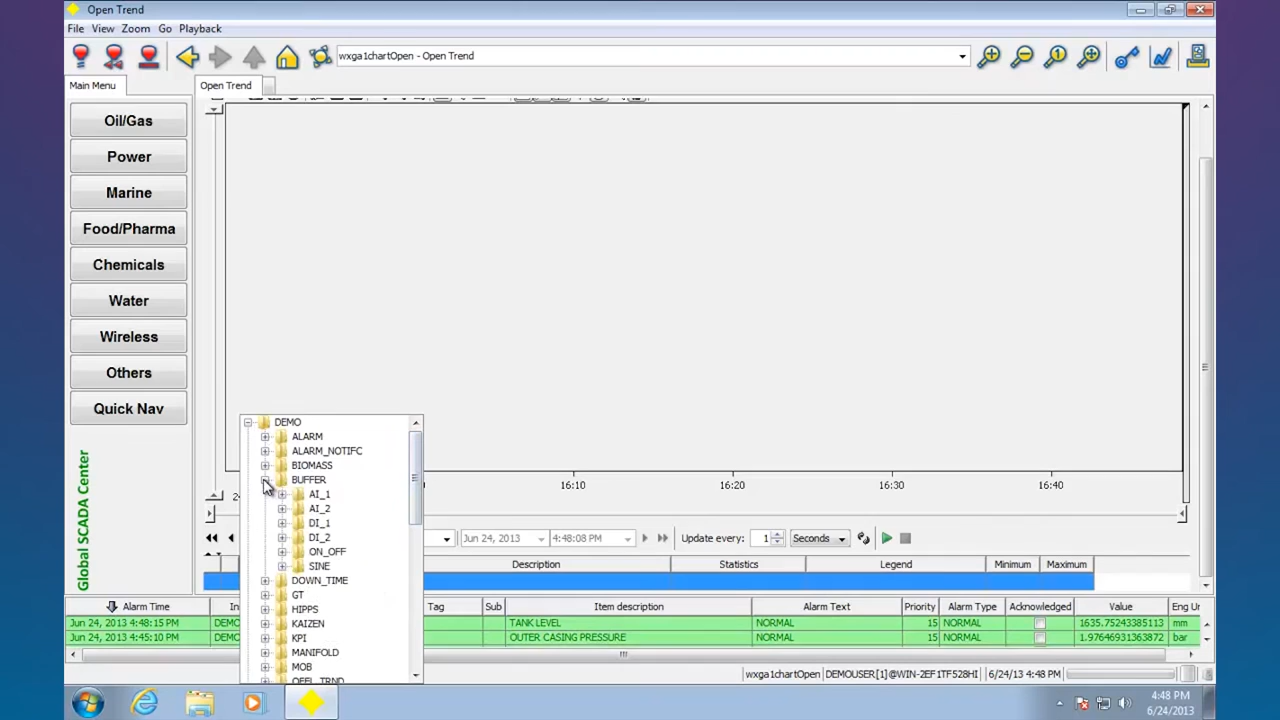 Open Trend
File View Zoom Go Playback
wxga1chartOpen - Open Trend
Main Menu
Open Trend
Oil/Gas
Power
Marine
Food/Pharma
Chemicals
Water
Wireless
Others
Quick Nav
Global SCADA Center
DEMO
ALARM
ALARM_NOTIFC
BIOMASS
BUFFER
AI_1
AI_2
DI_1
DI_2
ON_OFF
SINE
DOWN_TIME
GT
HIPPS
KAIZEN
KPI
MANIFOLD
MOB
16:10 16:20 16:30 16:40
Jun 24, 2013 4:48:08 PM Update every: 1 Seconds
Description Statistics Legend Minimum Maximum
Alarm Time Tag Sub Item description Alarm Text Priority Alarm Type Acknowledged Value Eng Un
Jun 24, 2013 4:48:15 PM DEMO TANK LEVEL NORMAL 15 NORMAL 1635.75243385113 mm
Jun 24, 2013 4:45:10 PM DEMO OUTER CASING PRESSURE NORMAL 15 NORMAL 1.97646931363872 bar
wxga1chartOpen DEMOUSER[1]@WIN-2EF1TF528HI 6/24/13 4:48 PM
4:48 PM
6/24/2013